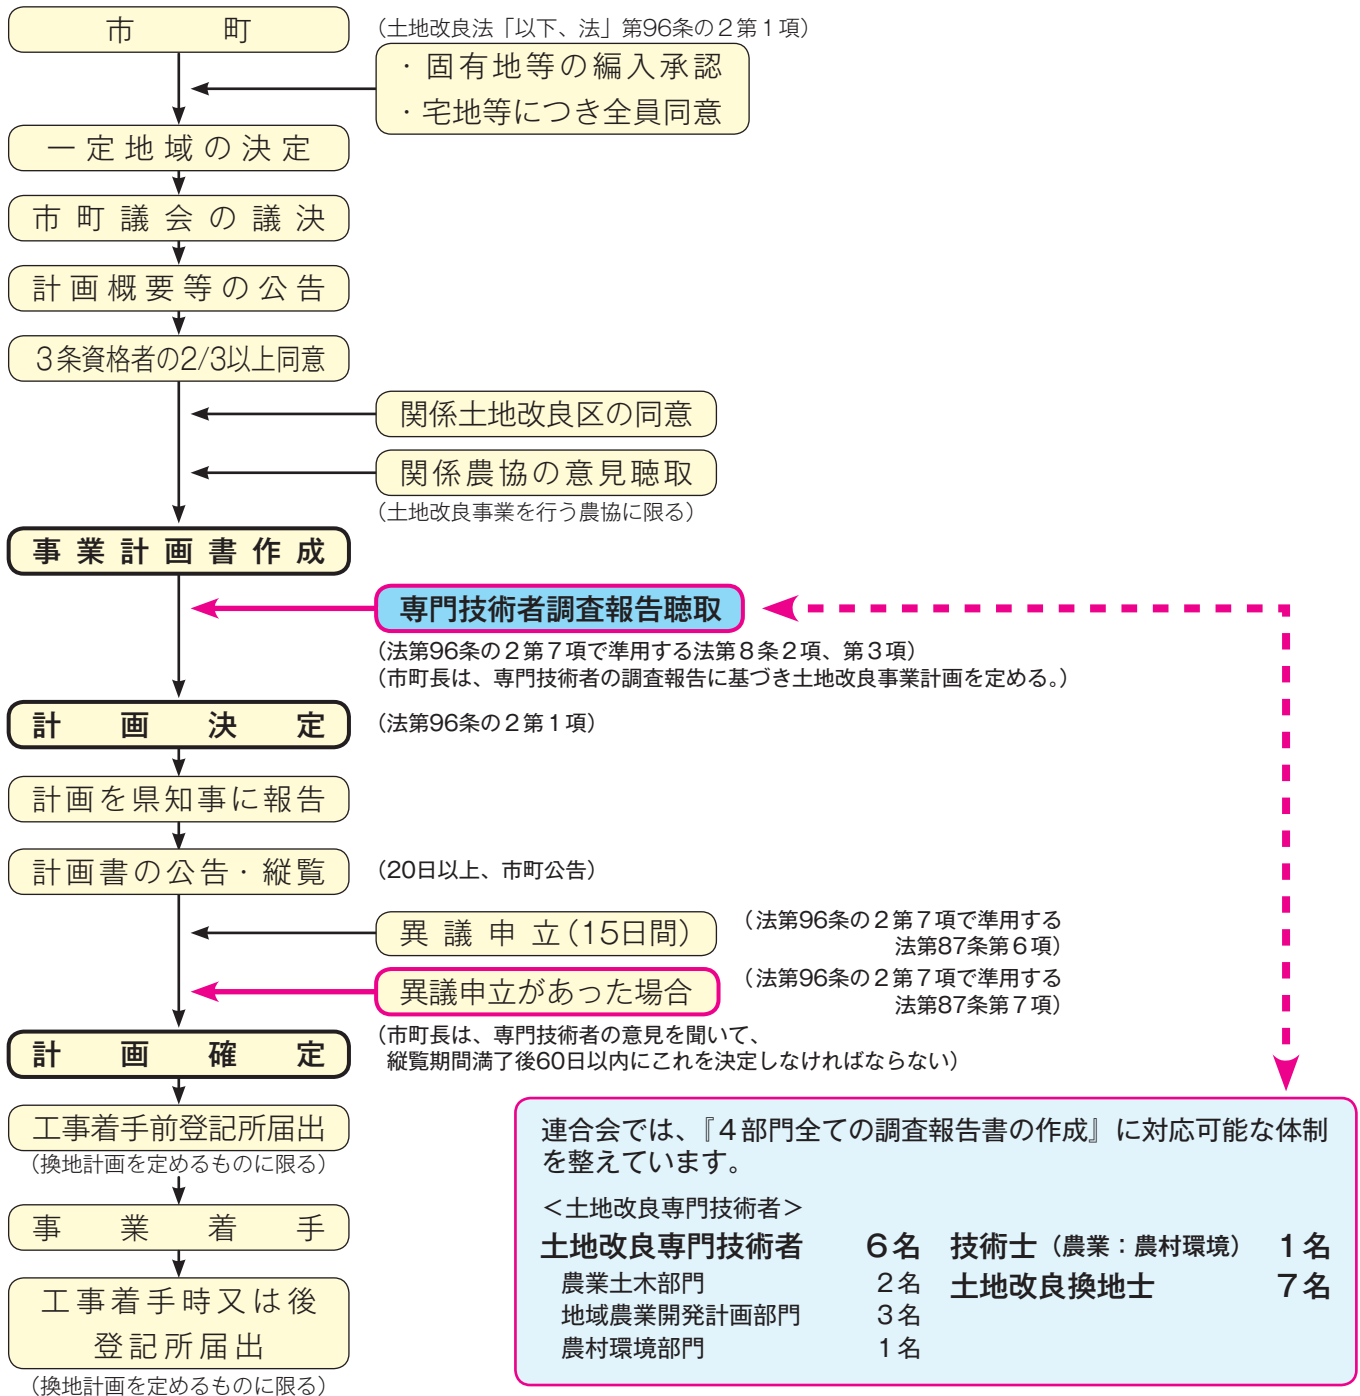 市町
（土地改良法「以下、法」第96条の２第１項）
・固有地等の編入承認
・宅地等につき全員同意
一定地域の決定
市町議会の議決
計画概要等の公告
３条資格者の2/3以上同意
関係土地改良区の同意
関係農協の意見聴取
（土地改良事業を行う農協に限る）
事業計画書作成
専門技術者調査報告聴取
（法第96条の２第７項で準用する法第８条２項、第３項）
（市町長は、専門技術者の調査報告に基づき土地改良事業計画を定める。）
計画決定
（法第96条の２第１項）
計画を県知事に報告
計画書の公告・縦覧
（20日以上、市町公告）
異議申立（15日間）
（法第96条の２第７項で準用する
法第87条第６項）
異議申立があった場合
（法第96条の２第７項で準用する
法第87条第７項）
（市町長は、専門技術者の意見を聞いて、
縦覧期間満了後60日以内にこれを決定しなければならない）
計画確定
工事着手前登記所届出
（換地計画を定めるものに限る）
事業着手
工事着手時又は後
登記所届出
（換地計画を定めるものに限る）
連合会では、『４部門全ての調査報告書の作成』に対応可能な体制
を整えています。
＜土地改良専門技術者＞
土地改良専門技術者 ６名 技術士（農業：農村環境） １名
農業土木部門 ２名 土地改良換地士 ７名
地域農業開発計画部門 ３名
農村環境部門 １名